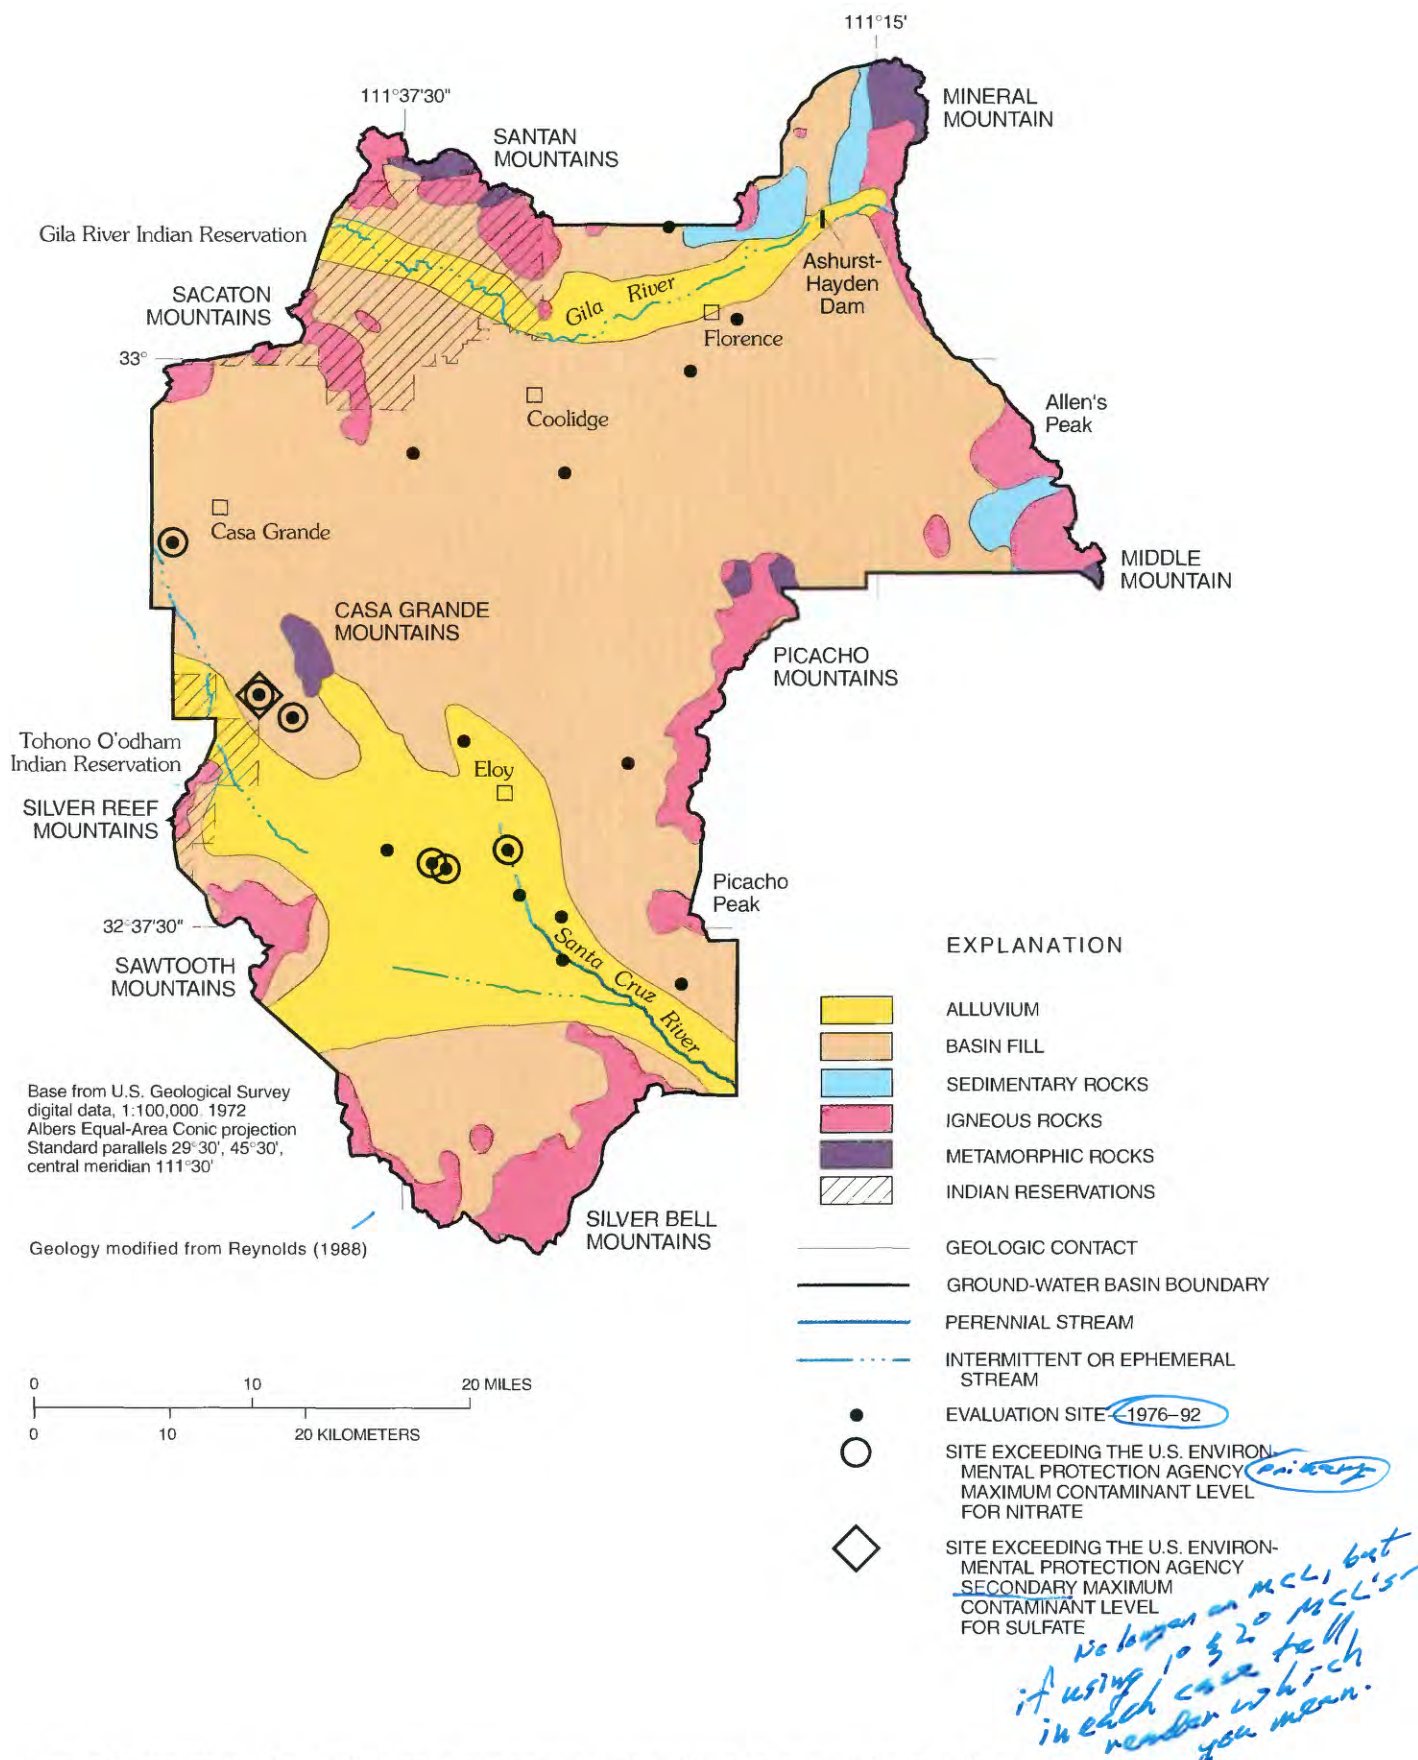 111°15'
111°37'30"
MINERAL
MOUNTAIN
SANTAN
MOUNTAINS
Gila River Indian Reservation
Ashurst-
Hayden
Dam
SACATON
MOUNTAINS
Gila River
Florence
33°
Coolidge
Allen's
Peak
Casa Grande
MIDDLE
MOUNTAIN
CASA GRANDE
MOUNTAINS
PICACHO
MOUNTAINS
Tohono O'odham
Indian Reservation
Eloy
SILVER REEF
MOUNTAINS
Picacho
Peak
32°37'30"
SAWTOOTH
MOUNTAINS
Santa Cruz River
Base from U.S. Geological Survey
digital data, 1:100,000. 1972
Albers Equal-Area Conic projection
Standard parallels 29°30', 45°30',
central meridian 111°30'
SILVER BELL
MOUNTAINS
Geology modified from Reynolds (1988)
0 10 20 MILES
0 10 20 KILOMETERS
EXPLANATION
ALLUVIUM
BASIN FILL
SEDIMENTARY ROCKS
IGNEOUS ROCKS
METAMORPHIC ROCKS
INDIAN RESERVATIONS
GEOLOGIC CONTACT
GROUND-WATER BASIN BOUNDARY
PERENNIAL STREAM
INTERMITTENT OR EPHEMERAL
STREAM
EVALUATION SITE—1976–92
SITE EXCEEDING THE U.S. ENVIRON-
MENTAL PROTECTION AGENCY primary
MAXIMUM CONTAMINANT LEVEL
FOR NITRATE
SITE EXCEEDING THE U.S. ENVIRON-
MENTAL PROTECTION AGENCY
SECONDARY MAXIMUM
CONTAMINANT LEVEL
FOR SULFATE
No longer an MCL, but
if using 1° & 2° MCL's—
in each case tell
reader which
you mean.